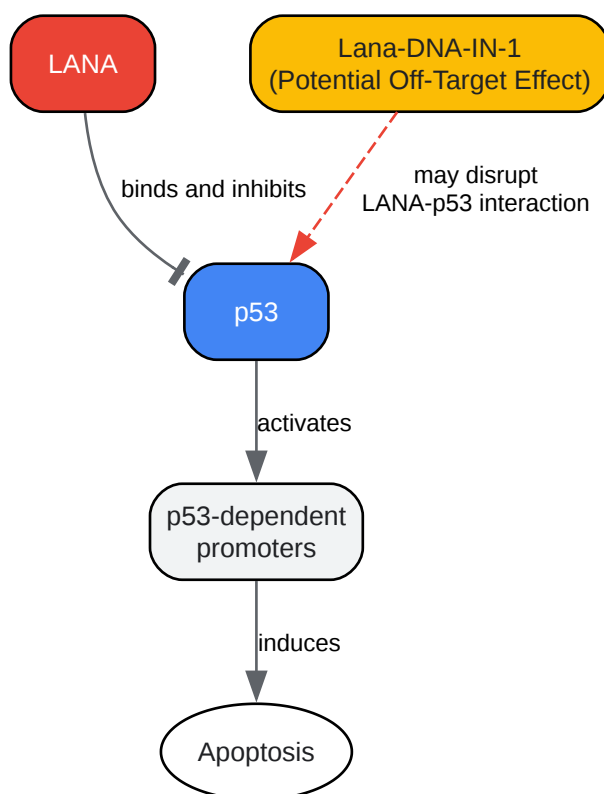 LANA
Lana-DNA-IN-1
(Potential Off-Target Effect)
binds and inhibits
may disrupt
LANA-p53 interaction
p53
activates
p53-dependent
promoters
induces
Apoptosis